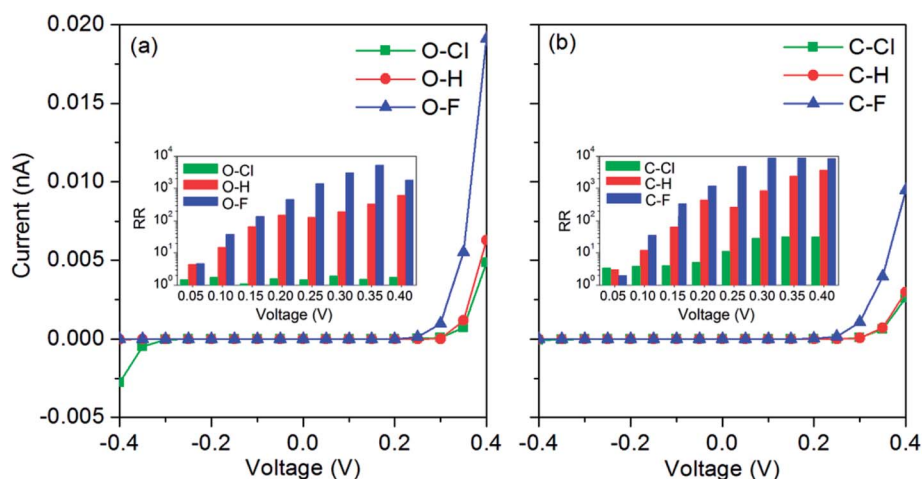 (a)
O-Cl
O-H
O-F
Current (nA)
0.020
0.015
0.010
0.005
0.000
-0.005
-0.4 -0.2 0.0 0.2 0.4
Voltage (V)
O-Cl
O-H
O-F
RR
10⁴
10³
10²
10¹
10⁰
0.05 0.10 0.15 0.20 0.25 0.30 0.35 0.40
Voltage (V)
(b)
C-Cl
C-H
C-F
C-Cl
C-H
C-F
RR
10⁴
10³
10²
10¹
10⁰
0.05 0.10 0.15 0.20 0.25 0.30 0.35 0.40
Voltage (V)
-0.4 -0.2 0.0 0.2 0.4
Voltage (V)